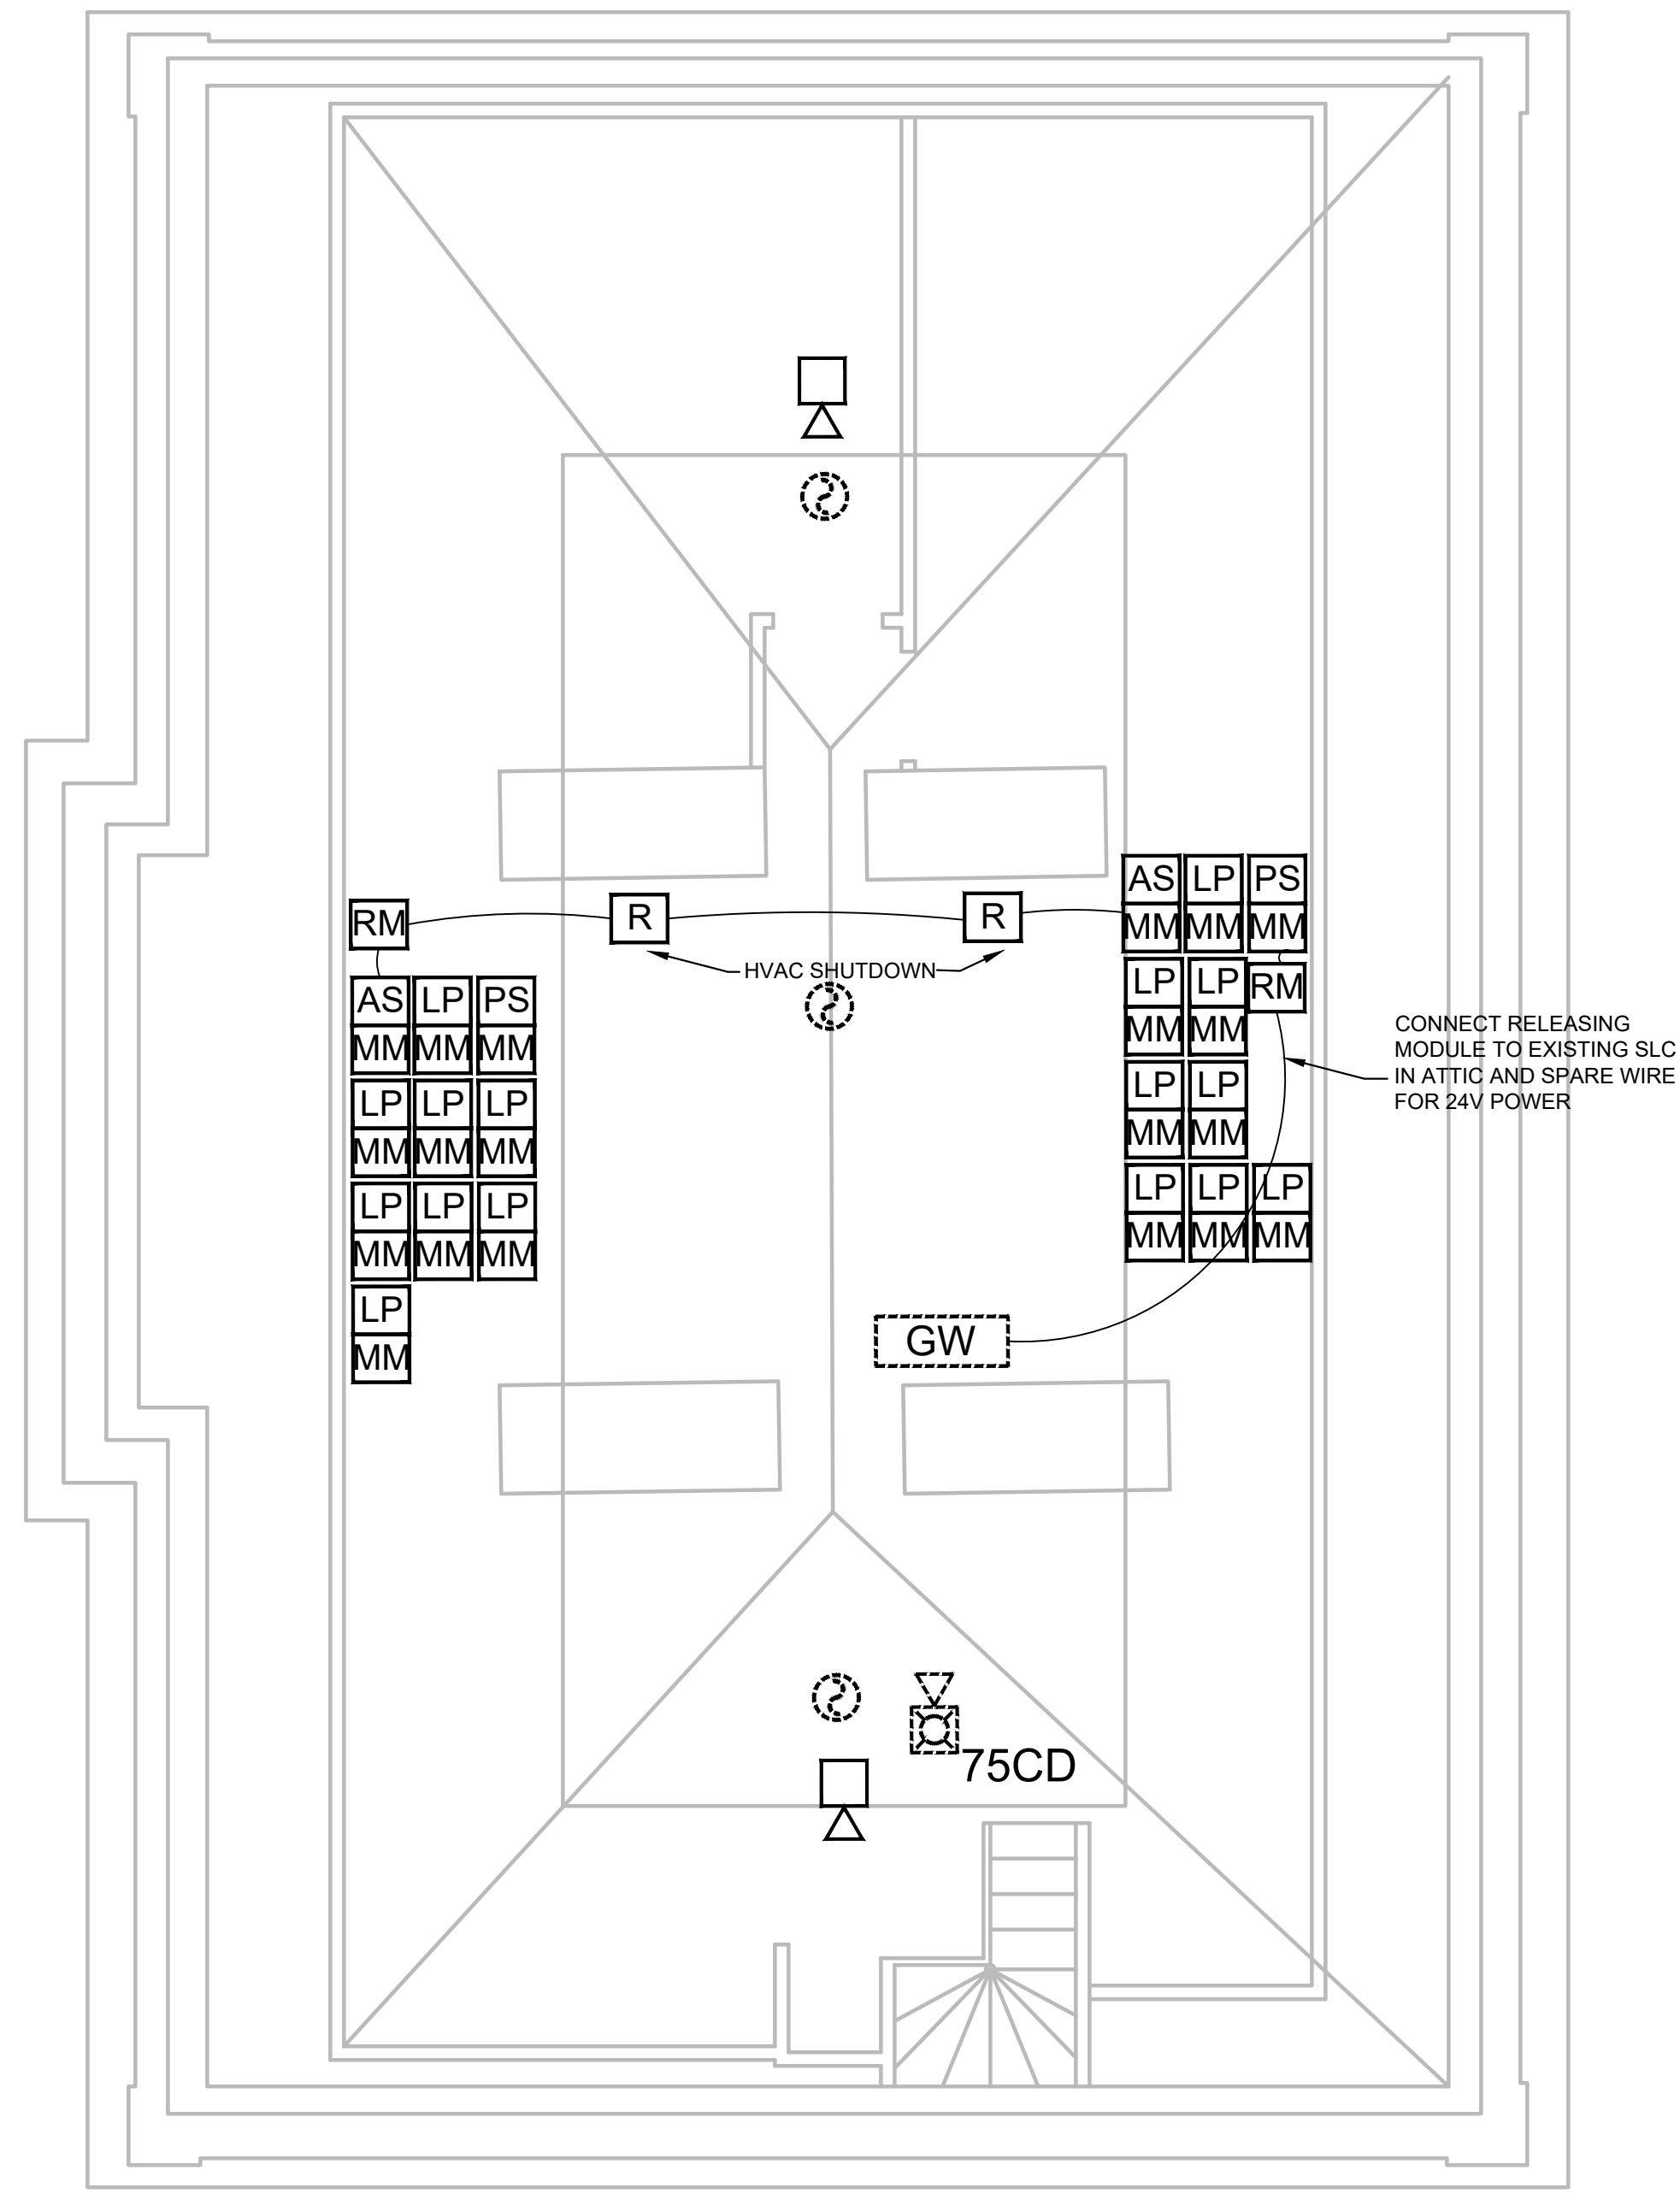 AS LP PS
MM MM MM
RM
R
R
HVAC SHUTDOWN
LP LP RM
MM MM
AS LP PS
MM MM MM
CONNECT RELEASING
MODULE TO EXISTING SLC
IN ATTIC AND SPARE WIRE
FOR 24V POWER
LP LP
MM MM
LP LP LP
MM MM MM
LP LP LP
MM MM MM
LP LP LP
MM MM MM
LP
MM
GW
75CD